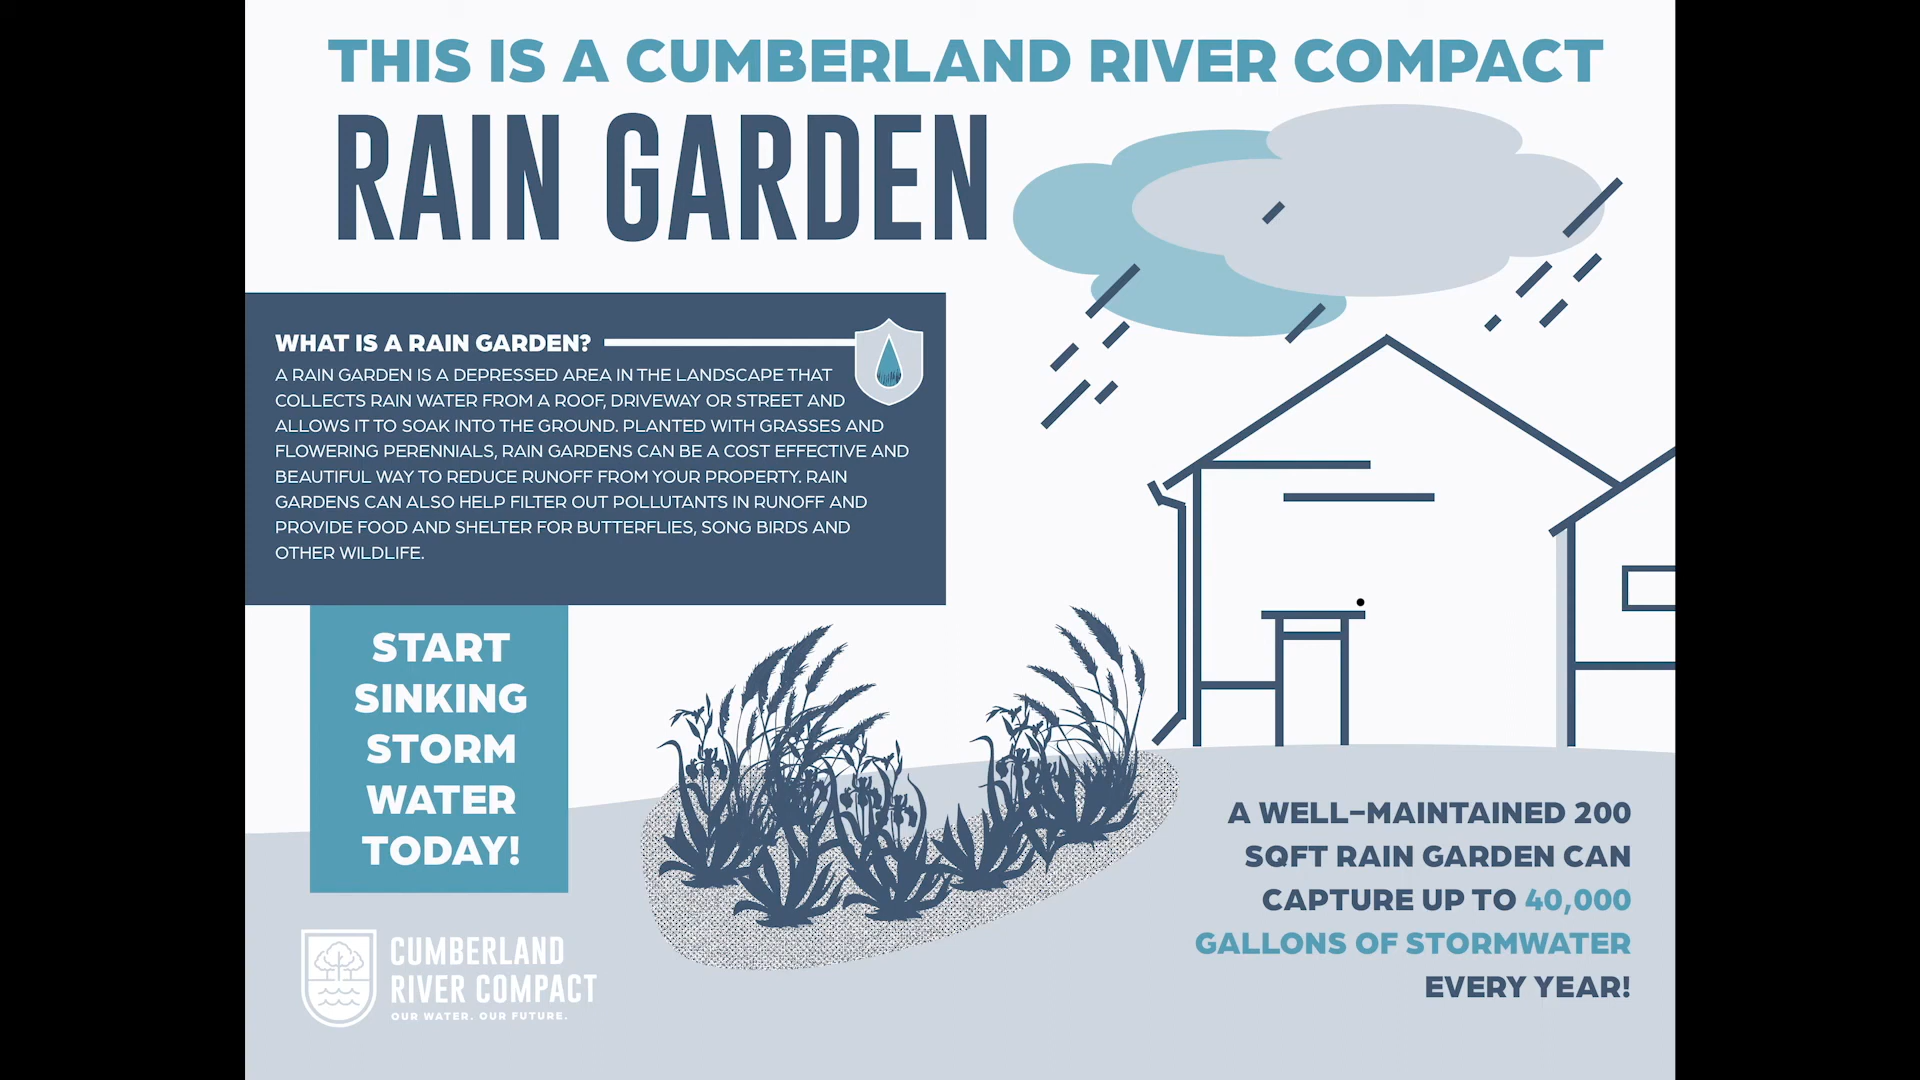 THIS IS A CUMBERLAND RIVER COMPACT
RAIN GARDEN
WHAT IS A RAIN GARDEN?
A RAIN GARDEN IS A DEPRESSED AREA IN THE LANDSCAPE THAT
COLLECTS RAIN WATER FROM A ROOF, DRIVEWAY OR STREET AND
ALLOWS IT TO SOAK INTO THE GROUND. PLANTED WITH GRASSES AND
FLOWERING PERENNIALS, RAIN GARDENS CAN BE A COST EFFECTIVE AND
BEAUTIFUL WAY TO REDUCE RUNOFF FROM YOUR PROPERTY. RAIN
GARDENS CAN ALSO HELP FILTER OUT POLLUTANTS IN RUNOFF AND
PROVIDE FOOD AND SHELTER FOR BUTTERFLIES, SONG BIRDS AND
OTHER WILDLIFE.
START
SINKING
STORM
WATER
TODAY!
A WELL-MAINTAINED 200
SQFT RAIN GARDEN CAN
CAPTURE UP TO 40,000
GALLONS OF STORMWATER
EVERY YEAR!
CUMBERLAND
RIVER COMPACT
OUR WATER. OUR FUTURE.